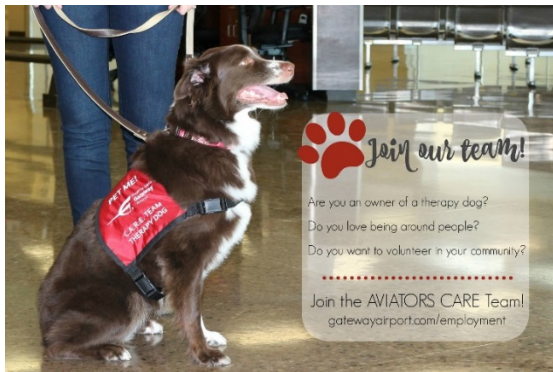 PET ME!
Gateway
C.A.R.E. TEAM
THERAPY DOG
Join our team!
Are you an owner of a therapy dog?
Do you love being around people?
Do you want to volunteer in your community?
Join the AVIATORS CARE Team!
gatewayairport.com/employment